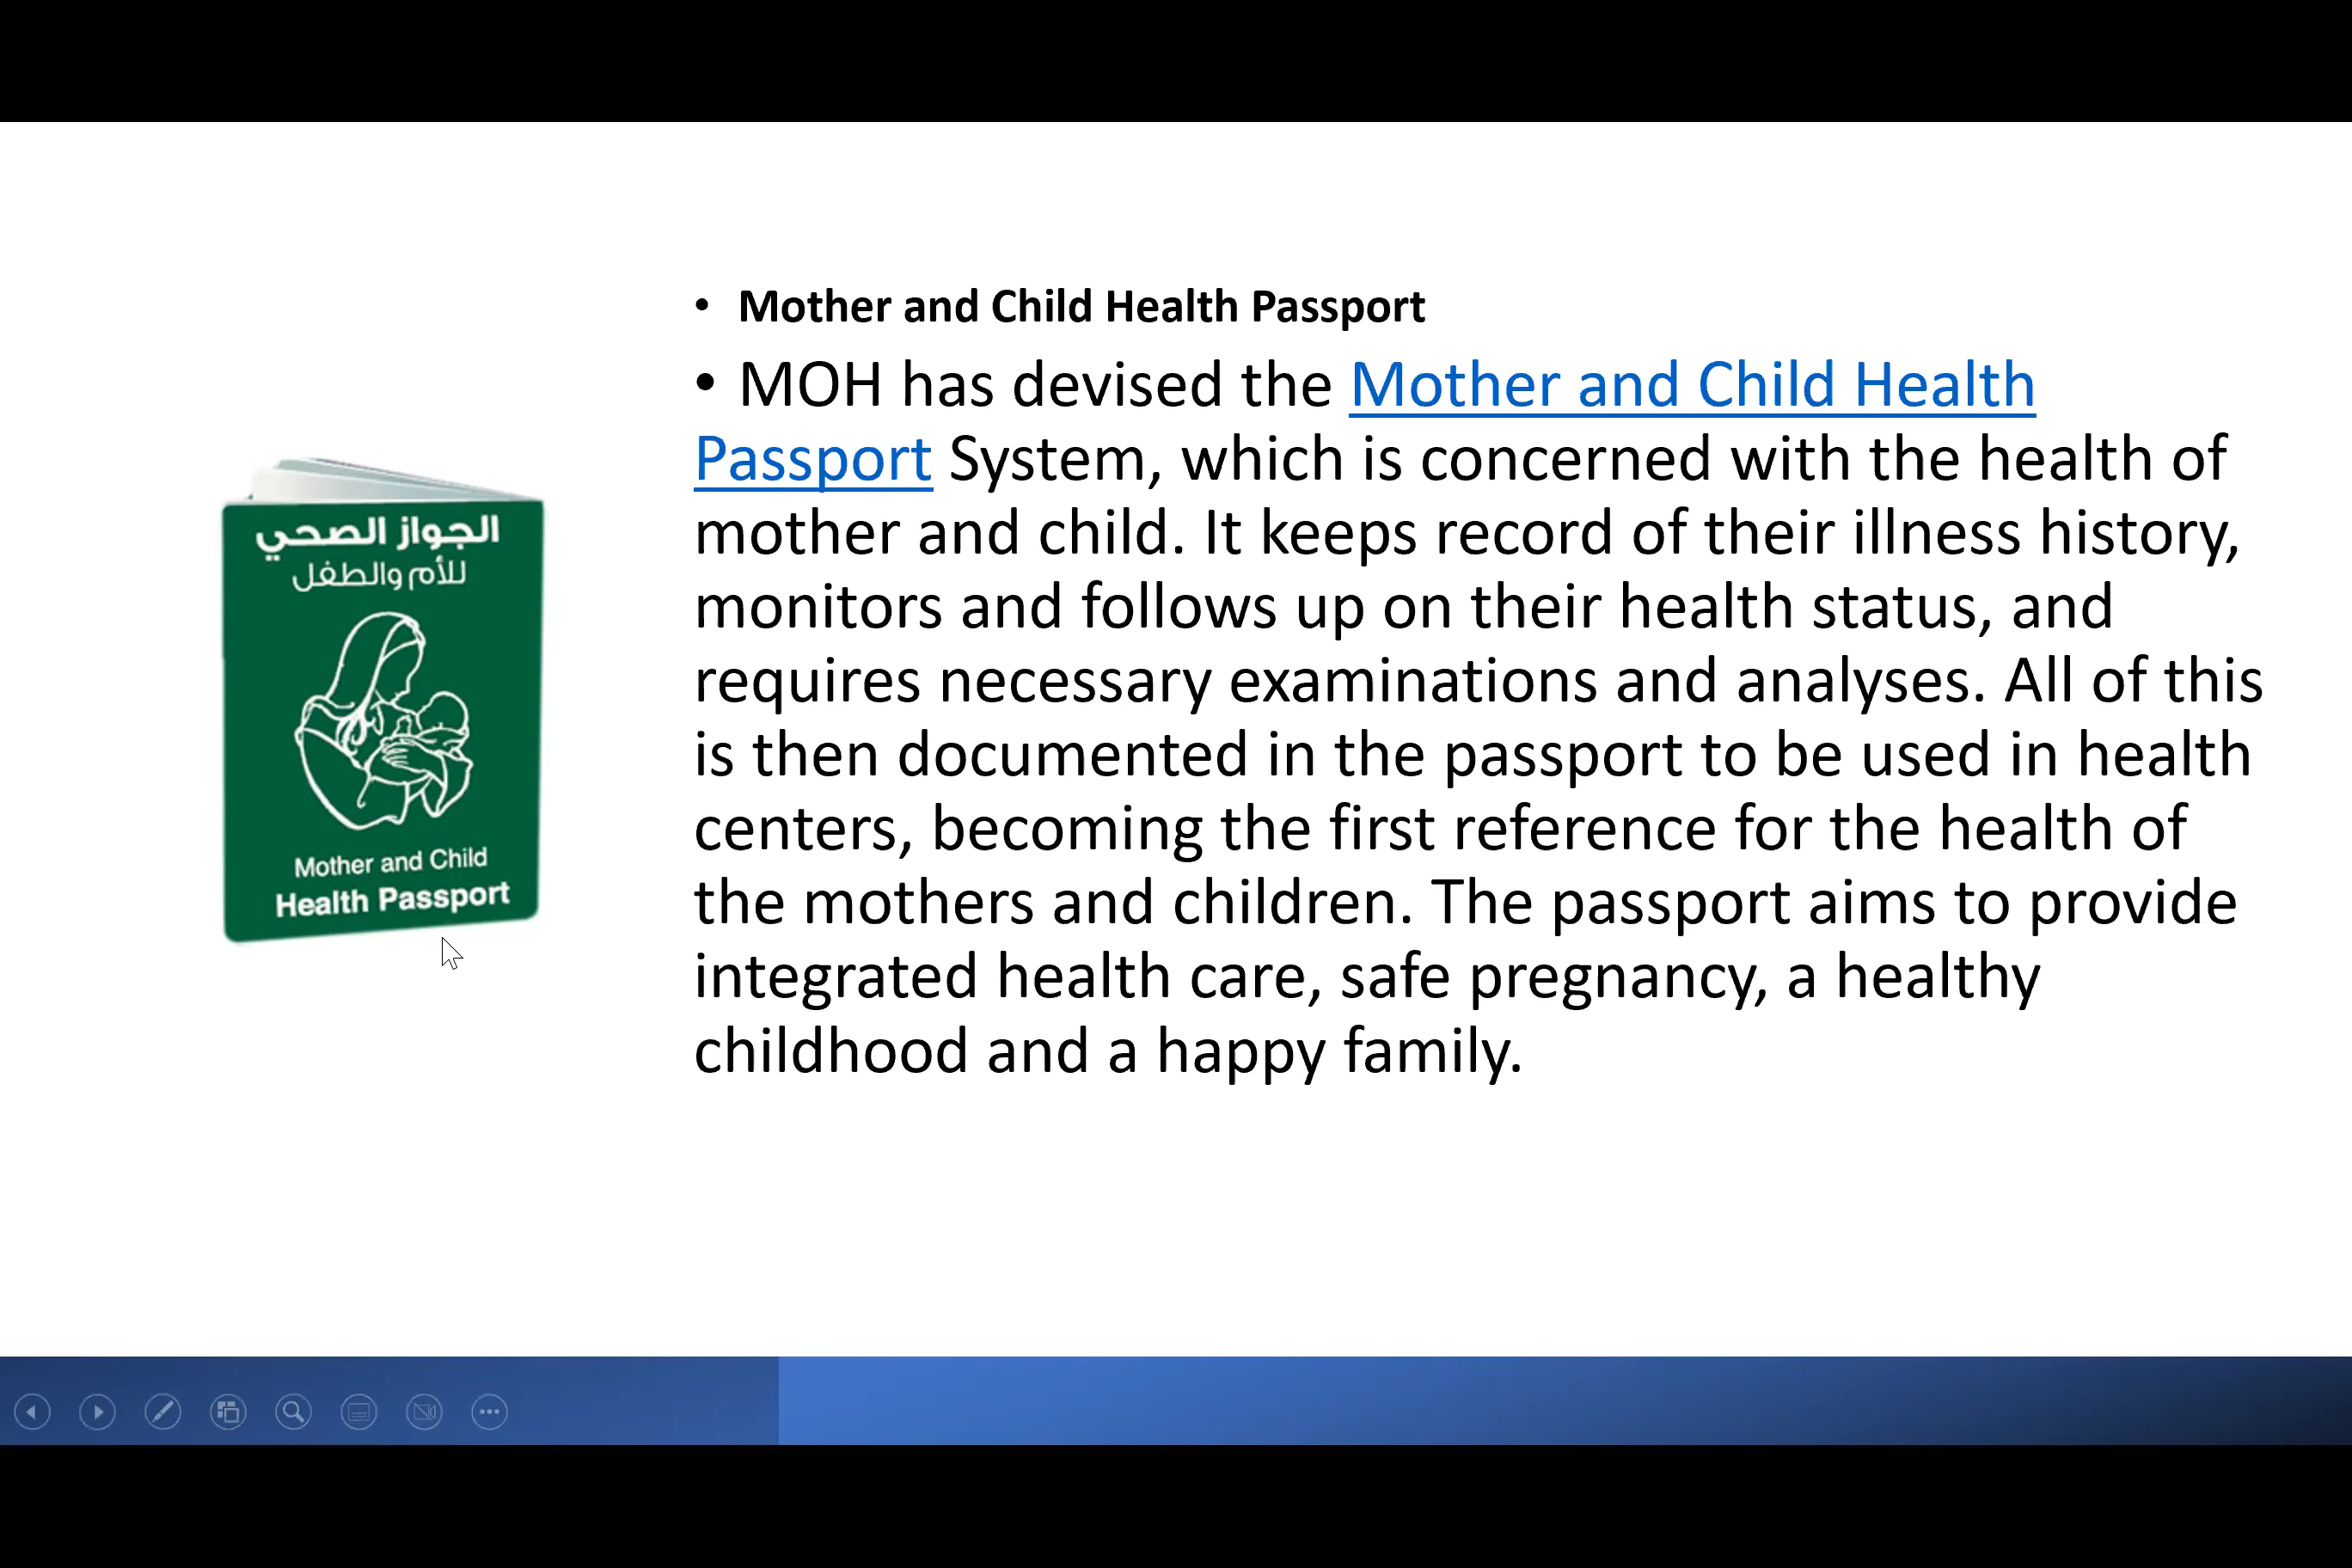 الجواز الصحي
للأم والطفل
Mother and Child
Health Passport
• Mother and Child Health Passport
• MOH has devised the Mother and Child Health
Passport System, which is concerned with the health of
mother and child. It keeps record of their illness history,
monitors and follows up on their health status, and
requires necessary examinations and analyses. All of this
is then documented in the passport to be used in health
centers, becoming the first reference for the health of
the mothers and children. The passport aims to provide
integrated health care, safe pregnancy, a healthy
childhood and a happy family.